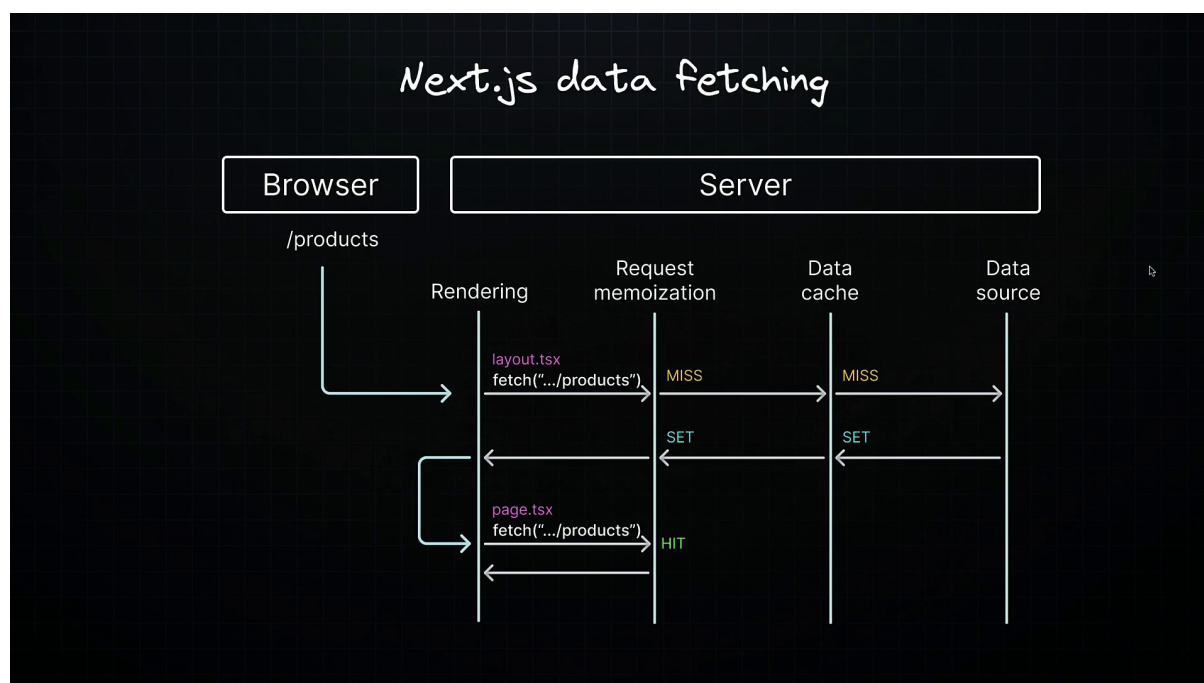 Next.js data fetching
Browser
Server
/products
Rendering
Request
memoization
Data
cache
Data
source
layout.tsx
fetch(“.../products”)
MISS
MISS
SET
SET
page.tsx
fetch(“.../products”)
HIT